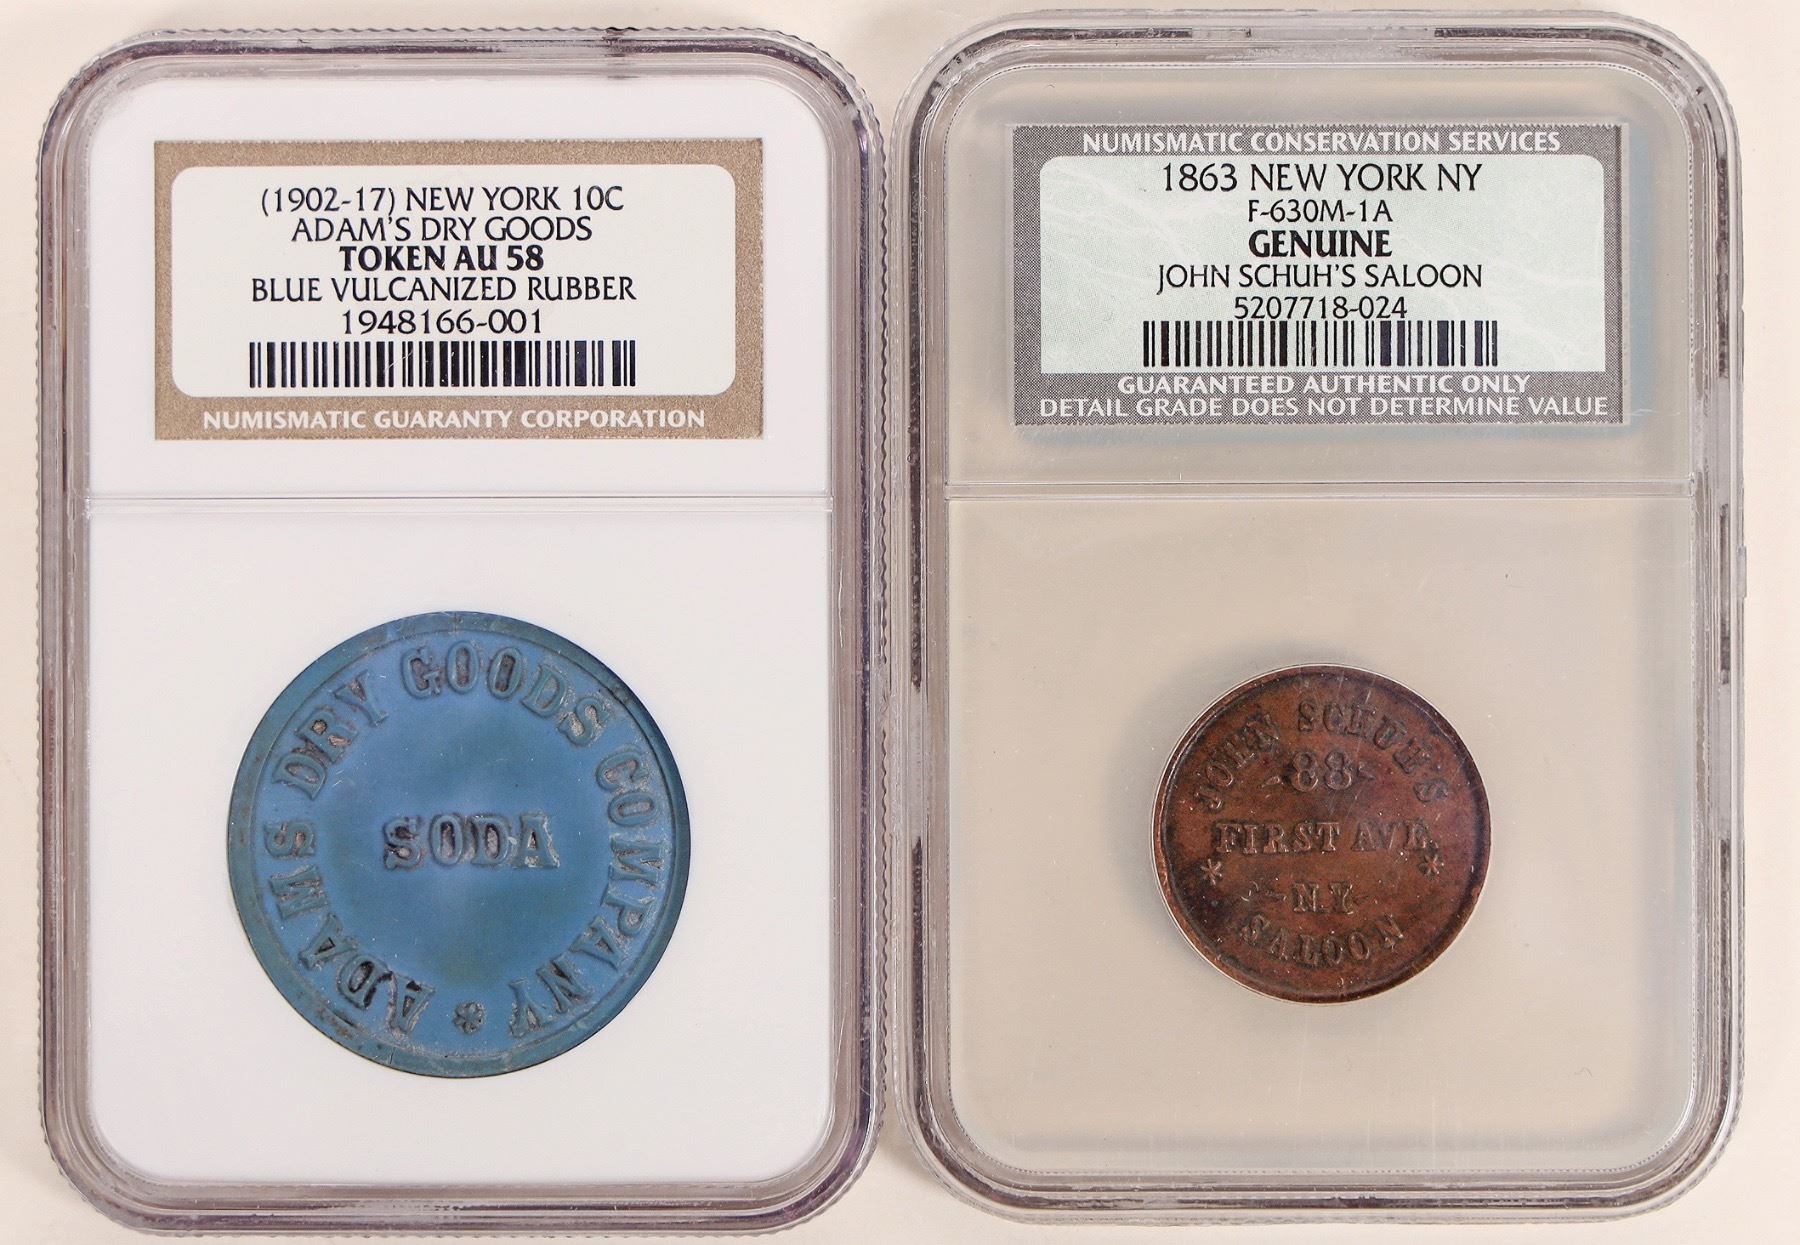 (1902-17) NEW YORK 10C
ADAM'S DRY GOODS
TOKEN AU 58
BLUE VULCANIZED RUBBER
1948166-001
NUMISMATIC GUARANTY CORPORATION
ADAMS DRY GOODS COMPANY *
SODA
NUMISMATIC CONSERVATION SERVICES
1863 NEW YORK NY
F-630M-1A
GENUINE
JOHN SCHUH'S SALOON
5207718-024
GUARANTEED AUTHENTIC ONLY
DETAIL GRADE DOES NOT DETERMINE VALUE
JOHN SCHUH'S
-88-
FIRST AVE.
* *
- N.Y. -
SALOON